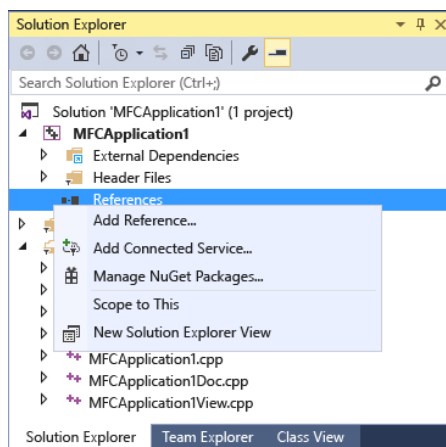 Solution Explorer
Search Solution Explorer (Ctrl+;)
Solution 'MFCApplication1' (1 project)
MFCApplication1
External Dependencies
Header Files
References
Add Reference...
Add Connected Service...
Manage NuGet Packages...
Scope to This
New Solution Explorer View
MFCApplication1.cpp
MFCApplication1Doc.cpp
MFCApplication1View.cpp
Solution Explorer Team Explorer Class View